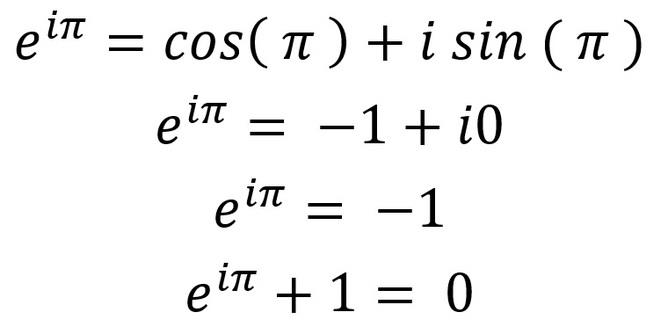 e^{iπ} = cos( π ) + i sin ( π )
e^{iπ} = −1 + i0
e^{iπ} = −1
e^{iπ} + 1 = 0